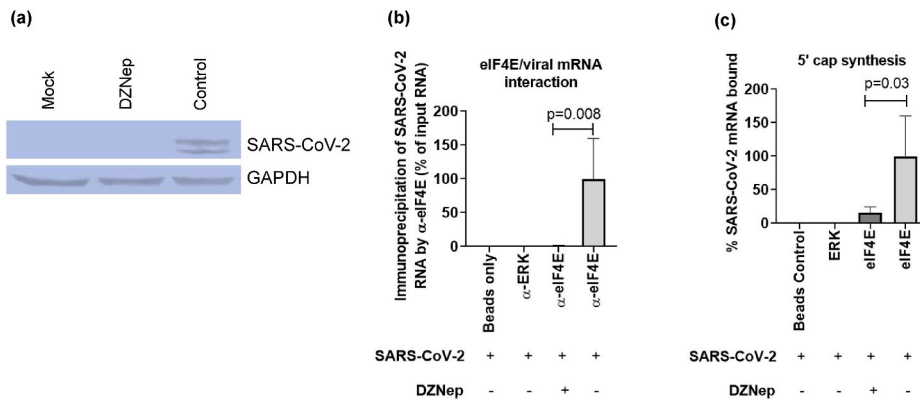 (a)
Mock
DZNep
Control
SARS-CoV-2
GAPDH
(b)
eIF4E/viral mRNA
interaction
Immunoprecipitation of SARS-CoV-2
RNA by α-eIF4E (% of input RNA)
200
150
100
50
0
p=0.008
Beads only
α-ERK
α-eIF4E
α-eIF4E
SARS-CoV-2 + + + +
DZNep - - + -
(c)
5' cap synthesis
% SARS-CoV-2 mRNA bound
200
150
100
50
0
p=0.03
Beads Control
ERK
eIF4E
eIF4E
SARS-CoV-2 + + + +
DZNep - - + -